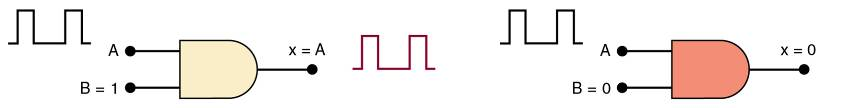 A
B = 1
x = A
A
B = 0
x = 0